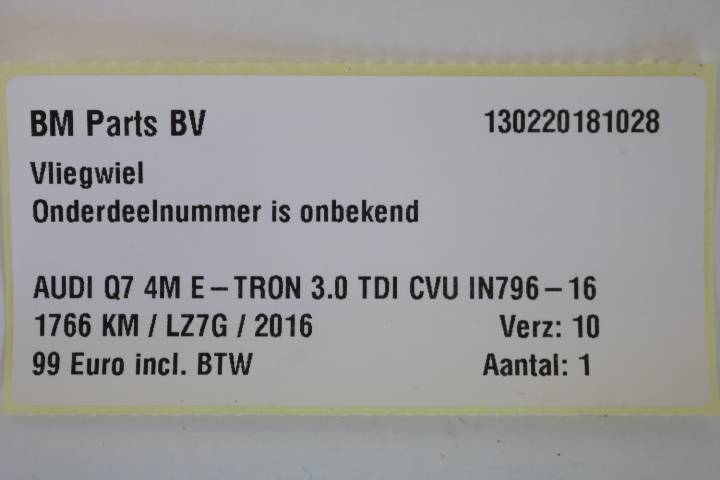 BM Parts BV 130220181028
Vliegwiel
Onderdeelnummer is onbekend
AUDI Q7 4M E-TRON 3.0 TDI CVU IN796-16
1766 KM / LZ7G / 2016 Verz: 10
99 Euro incl. BTW Aantal: 1